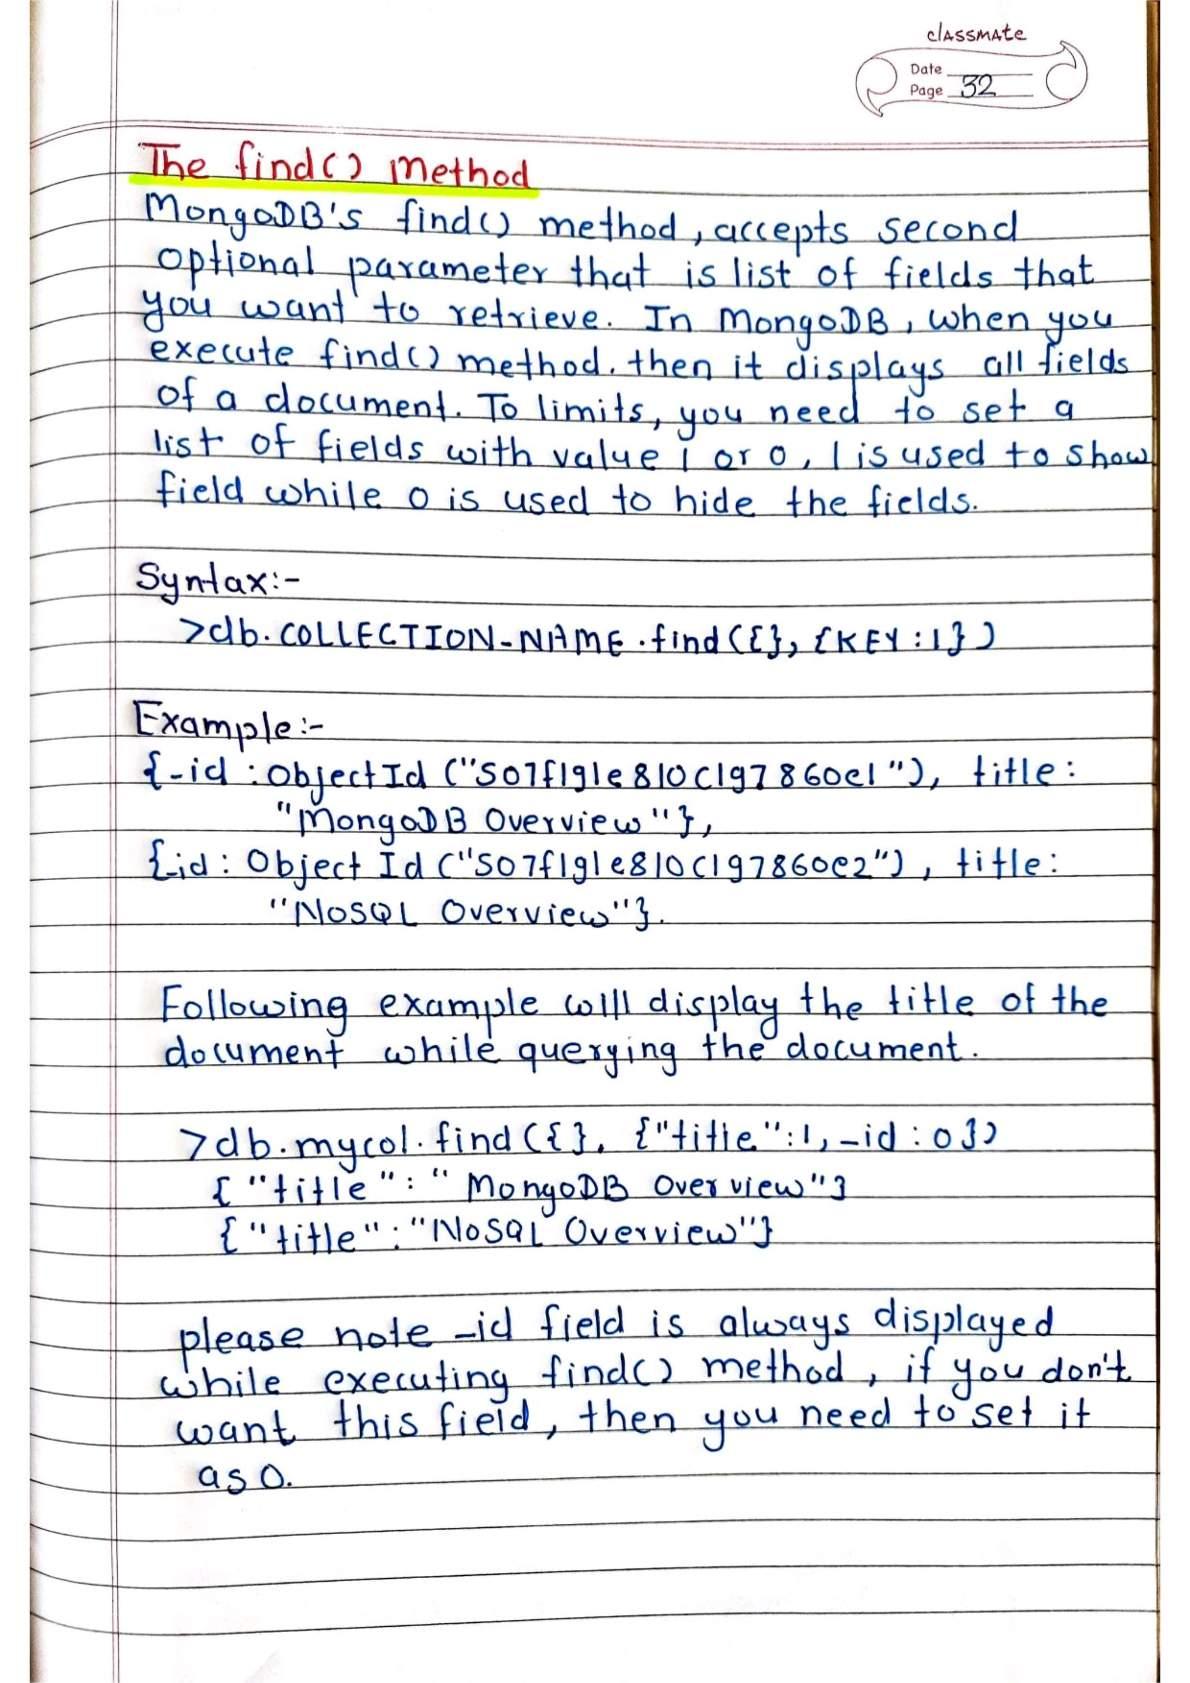 classmate
Date
Page 32
The find() Method
MongoDB's find() method, accepts second
optional parameter that is list of fields that
you want to retrieve. In MongoDB, when you
execute find() method. then it displays all fields
of a document. To limits, you need to set a
list of fields with value 1 or 0, 1 is used to show
field while 0 is used to hide the fields.
Syntax:-
>db.COLLECTION-NAME.find({}, {KEY:1})
Example:-
{-id : ObjectId ("507f191e810c197860e1"), title:
"MongoDB Overview"},
{_id: Object Id ("507f191e810c197860e2"), title:
"NoSQL Overview"}.
Following example will display the title of the
document while querying the document.
>db.mycol.find({}, {"title":1, _id:0})
{"title": "MongoDB Overview"}
{"title": "NoSQL Overview"}
please note _id field is always displayed
while executing find() method, if you don't
want this field, then you need to set it
as 0.